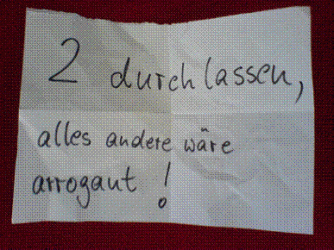 2 durchlassen,
alles andere wäre
arrogant !